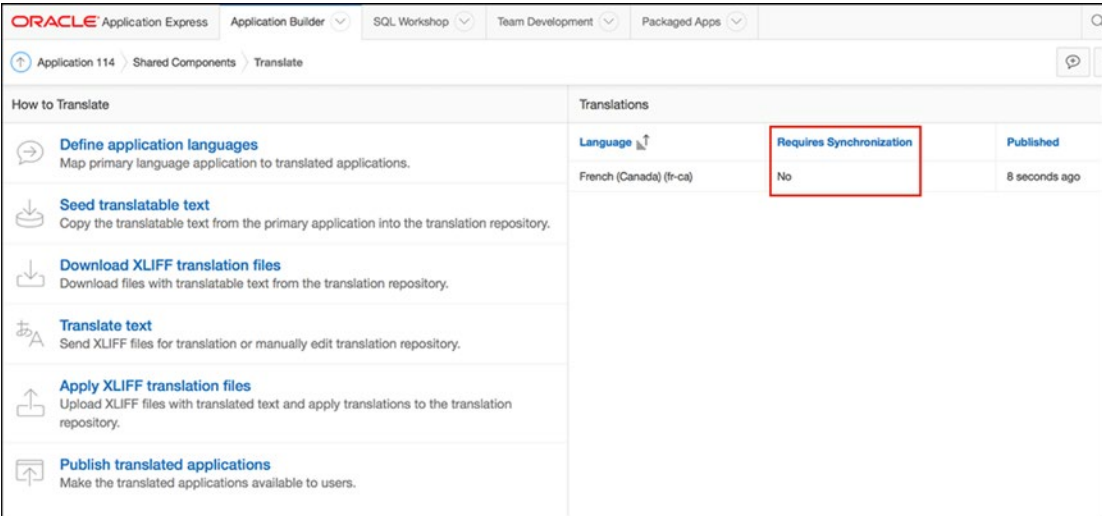 ORACLE Application Express Application Builder SQL Workshop Team Development Packaged Apps
Application 114 Shared Components Translate
How to Translate
Define application languages
Map primary language application to translated applications.
Seed translatable text
Copy the translatable text from the primary application into the translation repository.
Download XLIFF translation files
Download files with translatable text from the translation repository.
あA Translate text
Send XLIFF files for translation or manually edit translation repository.
Apply XLIFF translation files
Upload XLIFF files with translated text and apply translations to the translation
repository.
Publish translated applications
Make the translated applications available to users.
Translations
Language Requires Synchronization Published
French (Canada) (fr-ca) No 8 seconds ago